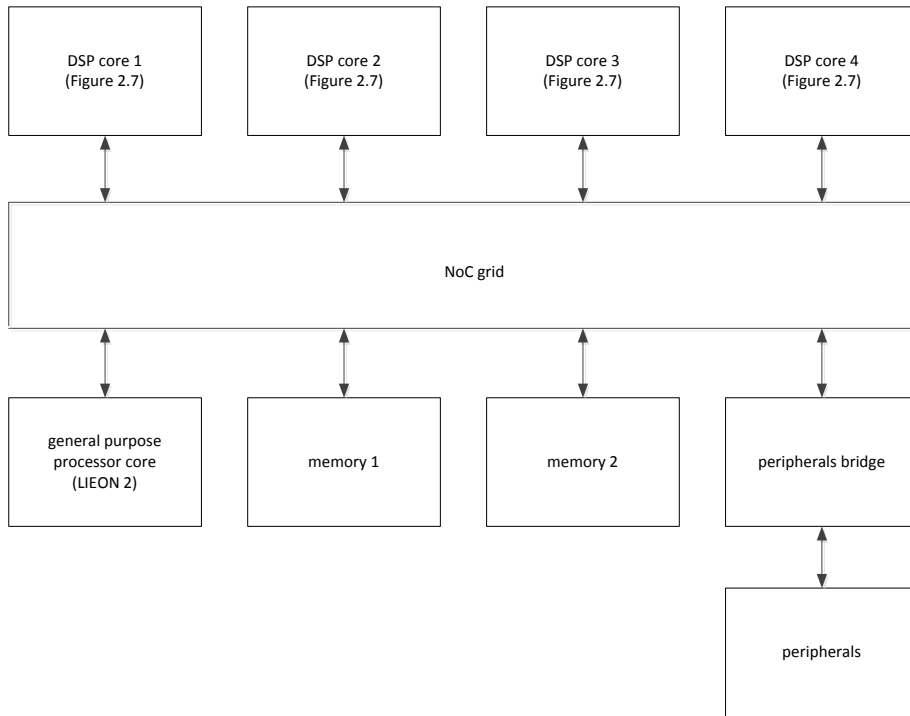 DSP core 1
(Figure 2.7)
DSP core 2
(Figure 2.7)
DSP core 3
(Figure 2.7)
DSP core 4
(Figure 2.7)
NoC grid
general purpose
processor core
(LIEON 2)
memory 1
memory 2
peripherals bridge
peripherals